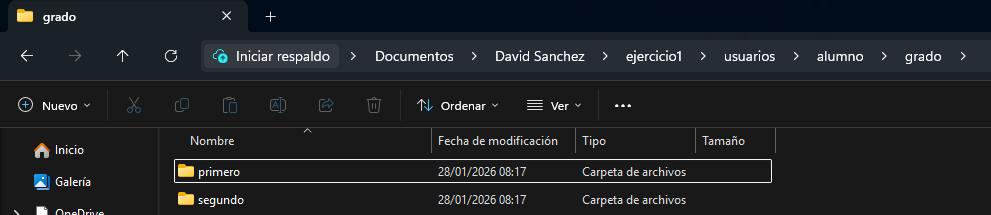 grado
Iniciar respaldo > Documentos > David Sanchez > ejercicio1 > usuarios > alumno > grado >
Nuevo Ordenar Ver ...
Nombre Fecha de modificación Tipo Tamaño
Inicio
primero 28/01/2026 08:17 Carpeta de archivos
Galería
segundo 28/01/2026 08:17 Carpeta de archivos
OneDrive